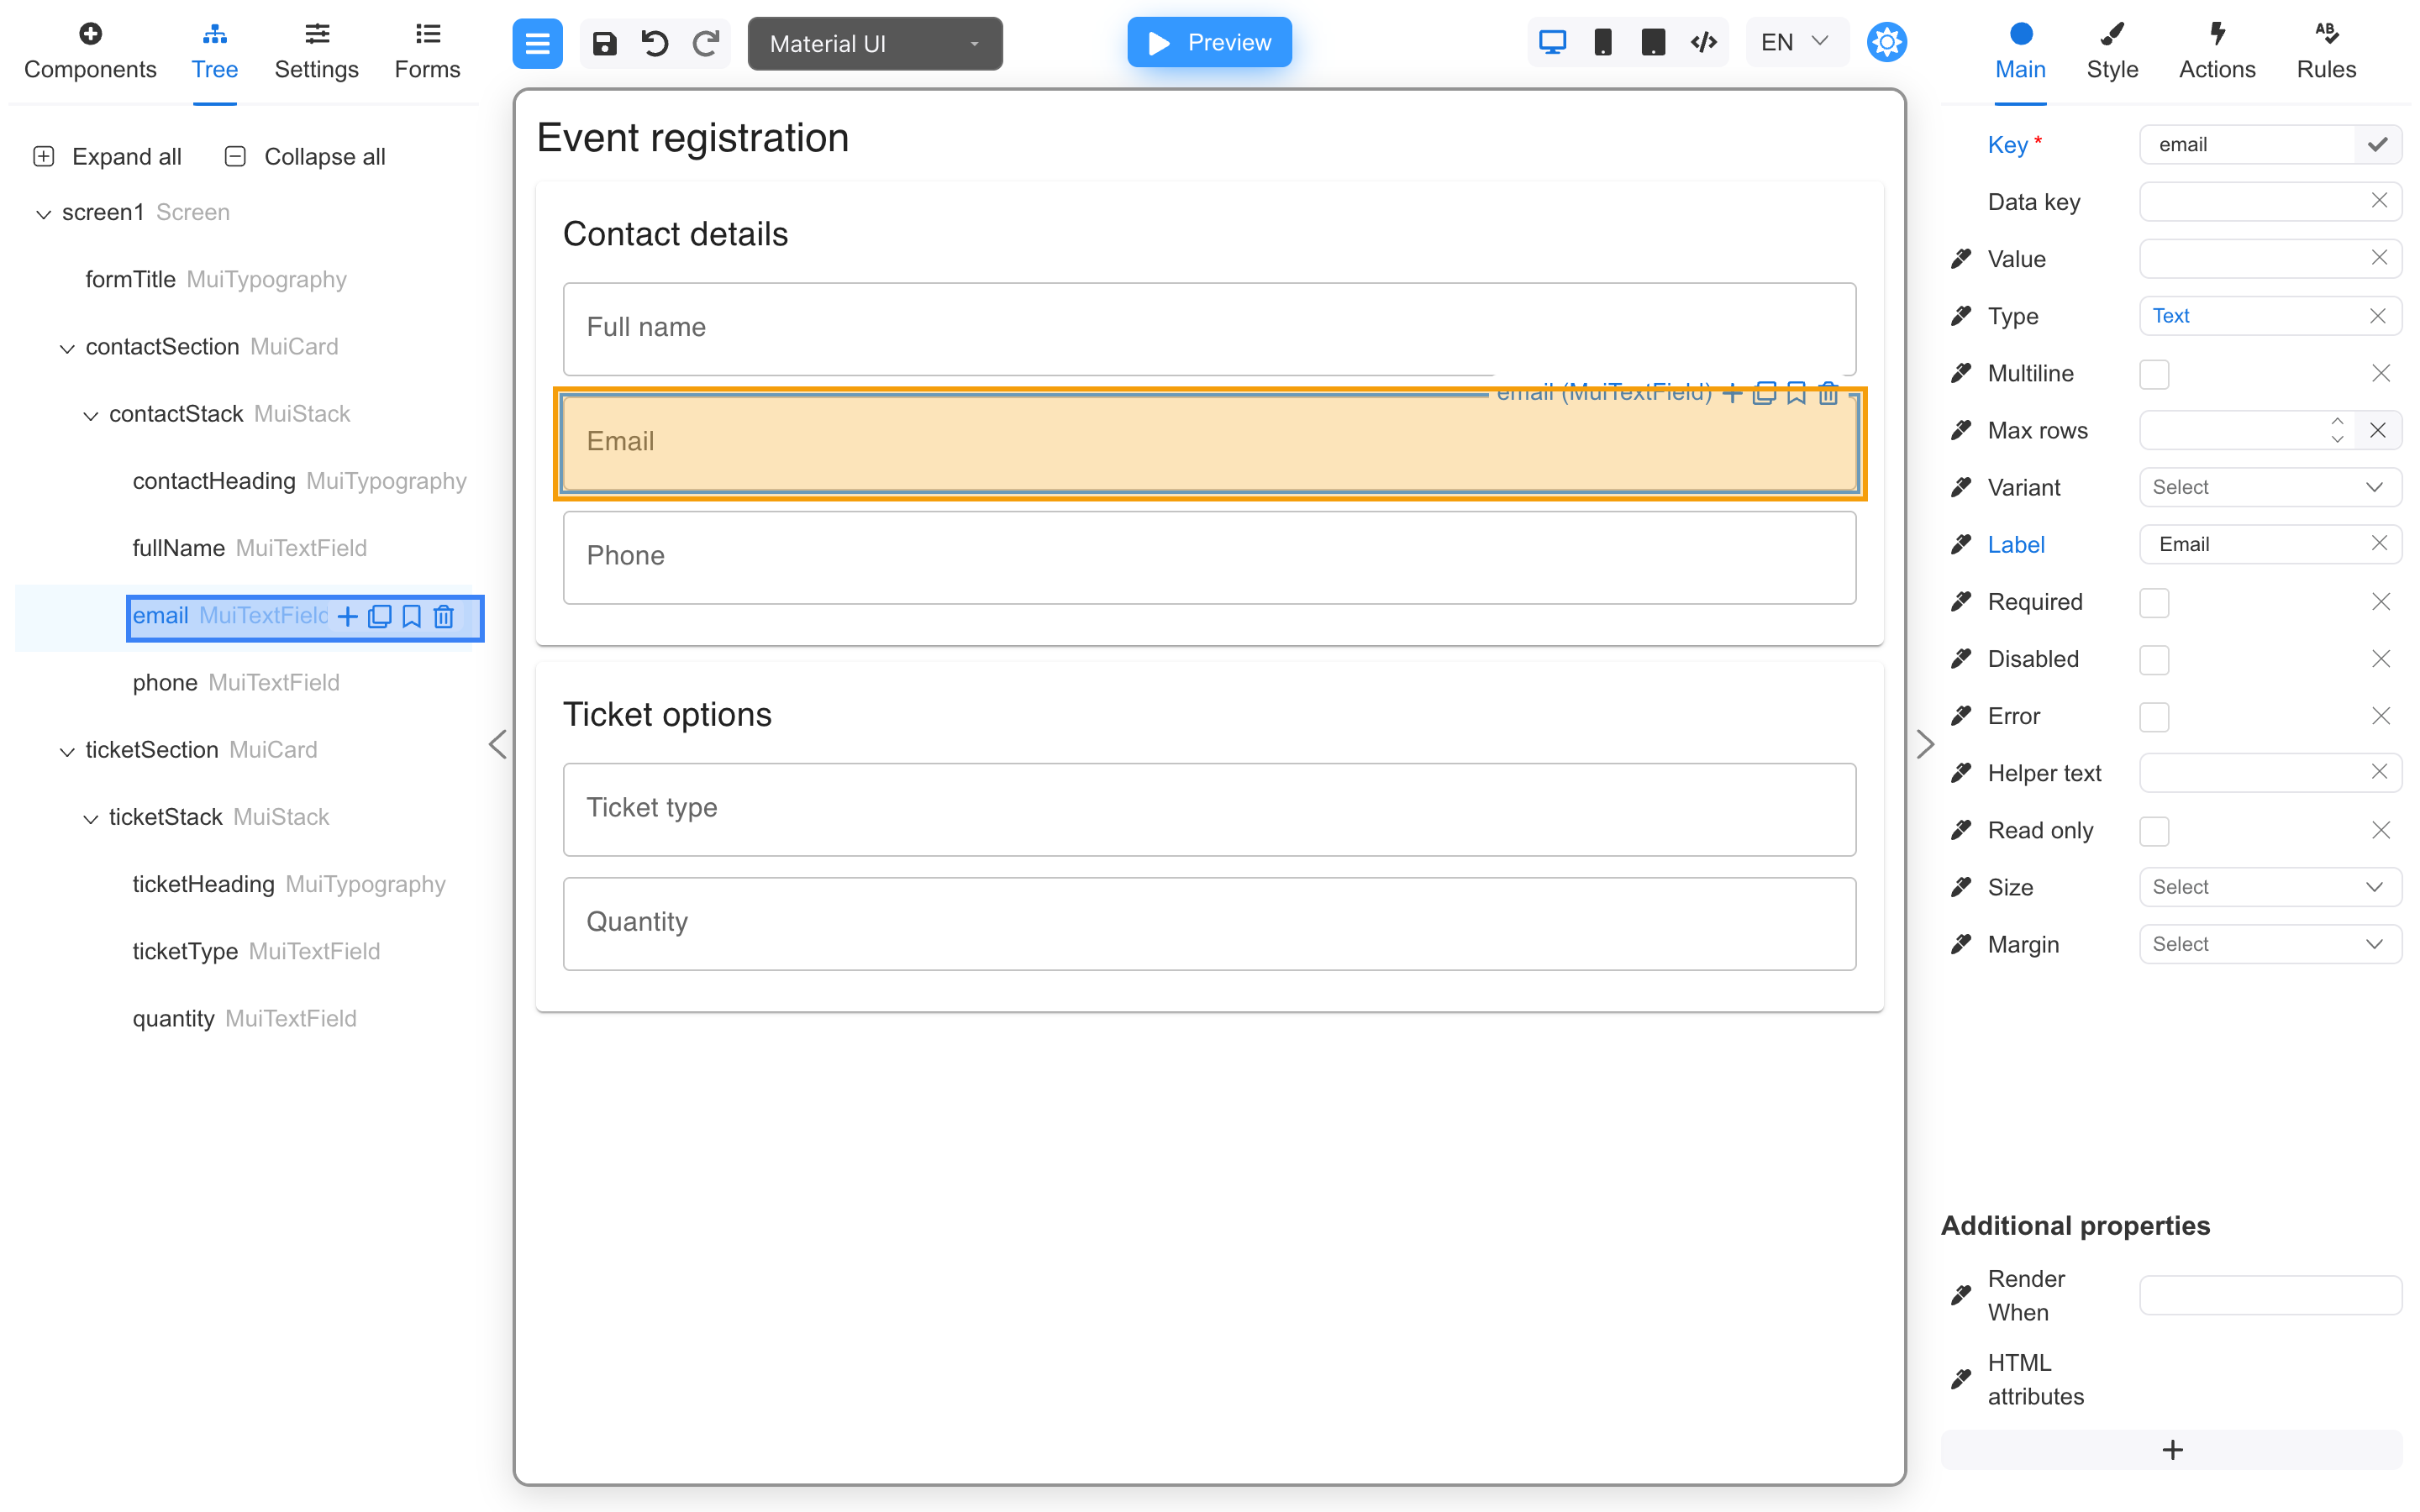 Components Tree Settings Forms
Material UI
Preview
EN
Main Style Actions Rules
Expand all Collapse all
screen1 Screen
formTitle MuiTypography
contactSection MuiCard
contactStack MuiStack
contactHeading MuiTypography
fullName MuiTextField
email MuiTextField
phone MuiTextField
ticketSection MuiCard
ticketStack MuiStack
ticketHeading MuiTypography
ticketType MuiTextField
quantity MuiTextField
Event registration
Contact details
Full name
email (MuiTextField)
Email
Phone
Ticket options
Ticket type
Quantity
Key * email
Data key
Value
Type Text
Multiline
Max rows
Variant Select
Label Email
Required
Disabled
Error
Helper text
Read only
Size Select
Margin Select
Additional properties
Render
When
HTML
attributes